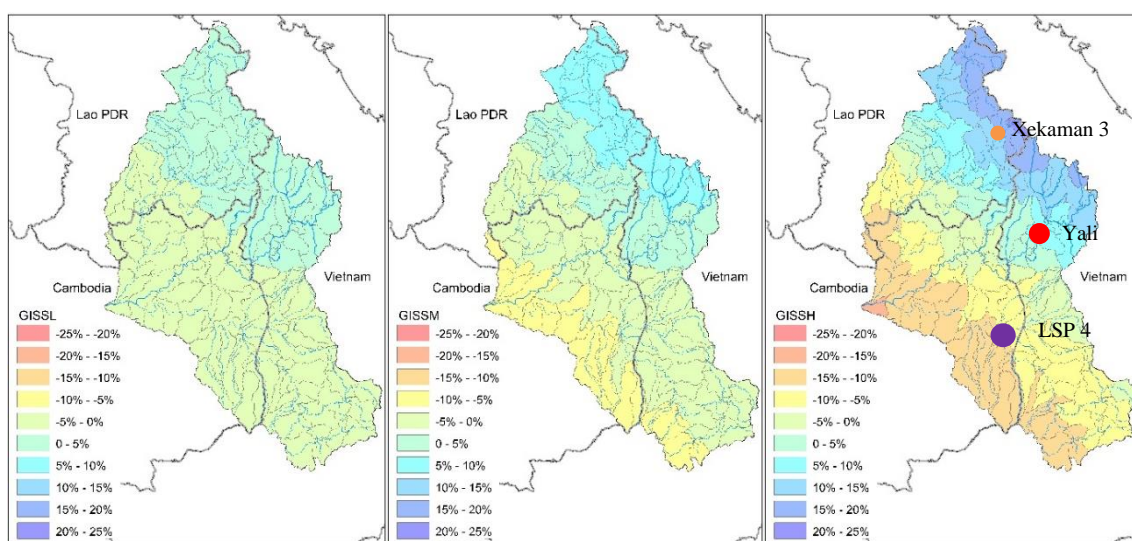 Lao PDR
Vietnam
Cambodia
GISSL
-25% - -20%
-20% - -15%
-15% - -10%
-10% - -5%
-5% - 0%
0 - 5%
5% - 10%
10% - 15%
15% - 20%
20% - 25%
Lao PDR
Vietnam
Cambodia
GISSM
-25% - -20%
-20% - -15%
-15% - -10%
-10% - -5%
-5% - 0%
0 - 5%
5% - 10%
10% - 15%
15% - 20%
20% - 25%
Lao PDR
Xekaman 3
Yali
Vietnam
Cambodia
LSP 4
GISSH
-25% - -20%
-20% - -15%
-15% - -10%
-10% - -5%
-5% - 0%
0 - 5%
5% - 10%
10% - 15%
15% - 20%
20% - 25%